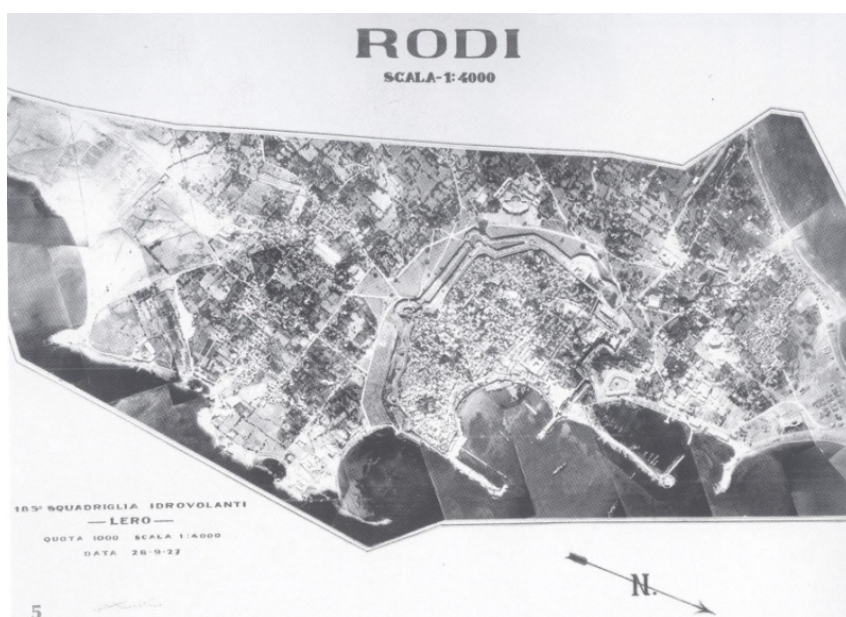 RODI
SCALA-1:4000
185ª SQUADRIGLIA IDROVOLANTI
—LERO—
QUOTA 1000 SCALA 1:4000
DATA 28-9-27
N.
5